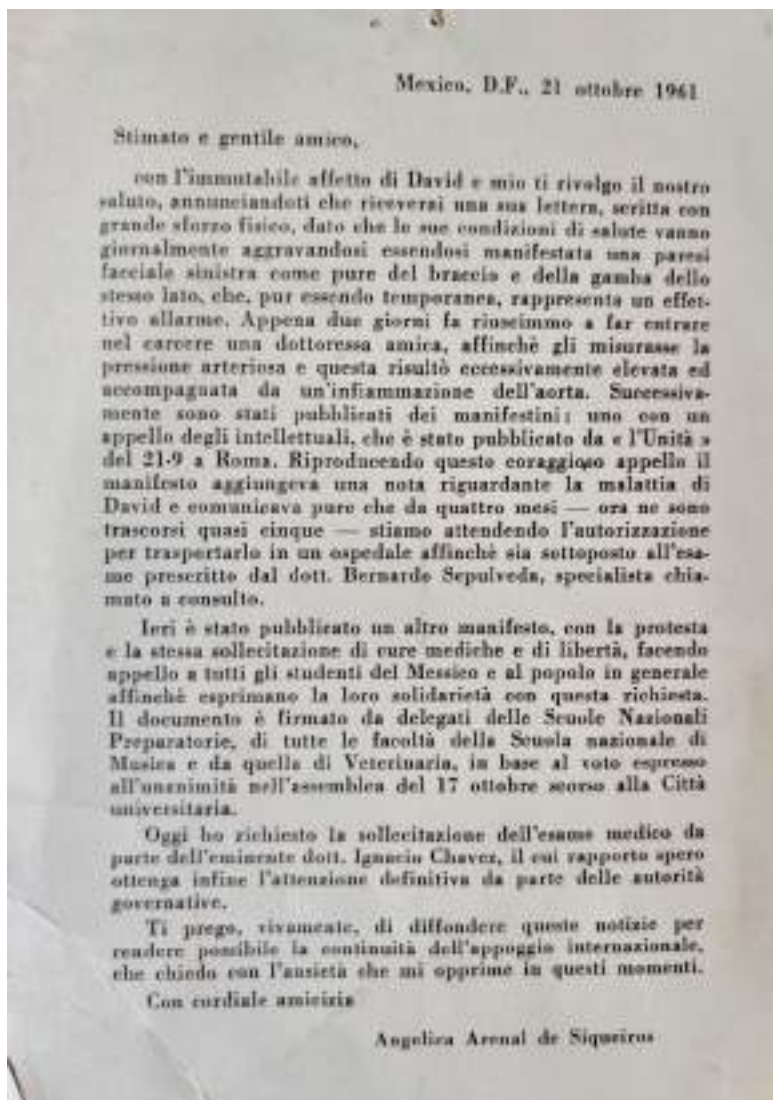 Mexico, D.F., 21 ottobre 1961
Stimato e gentile amico,
con l'immutabile affetto di David e mio ti rivolgo il nostro
saluto, annunciandoti che riceverai una sua lettera, scritta con
grande sforzo fisico, dato che le sue condizioni di salute vanno
giornalmente aggravandosi essendosi manifestata una paresi
facciale sinistra come pure del braccio e della gamba dello
stesso lato, che, pur essendo temporanea, rappresenta un effet-
tivo allarme. Appena due giorni fa riuscimmo a far entrare
nel carcere una dottoressa amica, affinchè gli misurasse la
pressione arteriosa e questa risultò eccessivamente elevata ed
accompagnata da un'infiammazione dell'aorta. Successiva-
mente sono stati pubblicati dei manifestini: uno con un
appello degli intellettuali, che è stato pubblicato da « l'Unità »
del 21-9 a Roma. Riproducendo questo coraggioso appello il
manifesto aggiungeva una nota riguardante la malattia di
David e comunicava pure che da quattro mesi — ora ne sono
trascorsi quasi cinque — stiamo attendendo l'autorizzazione
per trasportarlo in un ospedale affinchè sia sottoposto all'esa-
me prescritto dal dott. Bernardo Sepulveda, specialista chia-
mato a consulto.
Ieri è stato pubblicato un altro manifesto, con la protesta
e la stessa sollecitazione di cure mediche e di libertà, facendo
appello a tutti gli studenti del Messico e al popolo in generale
affinchè esprimano la loro solidarietà con questa richiesta.
Il documento è firmato da delegati delle Scuole Nazionali
Preparatorie, di tutte le facoltà della Scuola nazionale di
Musica e da quella di Veterinaria, in base al voto espresso
all'unanimità nell'assemblea del 17 ottobre scorso alla Città
universitaria.
Oggi ho richiesto la sollecitazione dell'esame medico da
parte dell'eminente dott. Ignacio Chavez, il cui rapporto spero
ottenga infine l'attenzione definitiva da parte delle autorità
governative.
Ti prego, vivamente, di diffondere queste notizie per
rendere possibile la continuità dell'appoggio internazionale,
che chiedo con l'ansietà che mi opprime in questi momenti.
Con cordiale amicizia
Angelica Arenal de Siqueiros